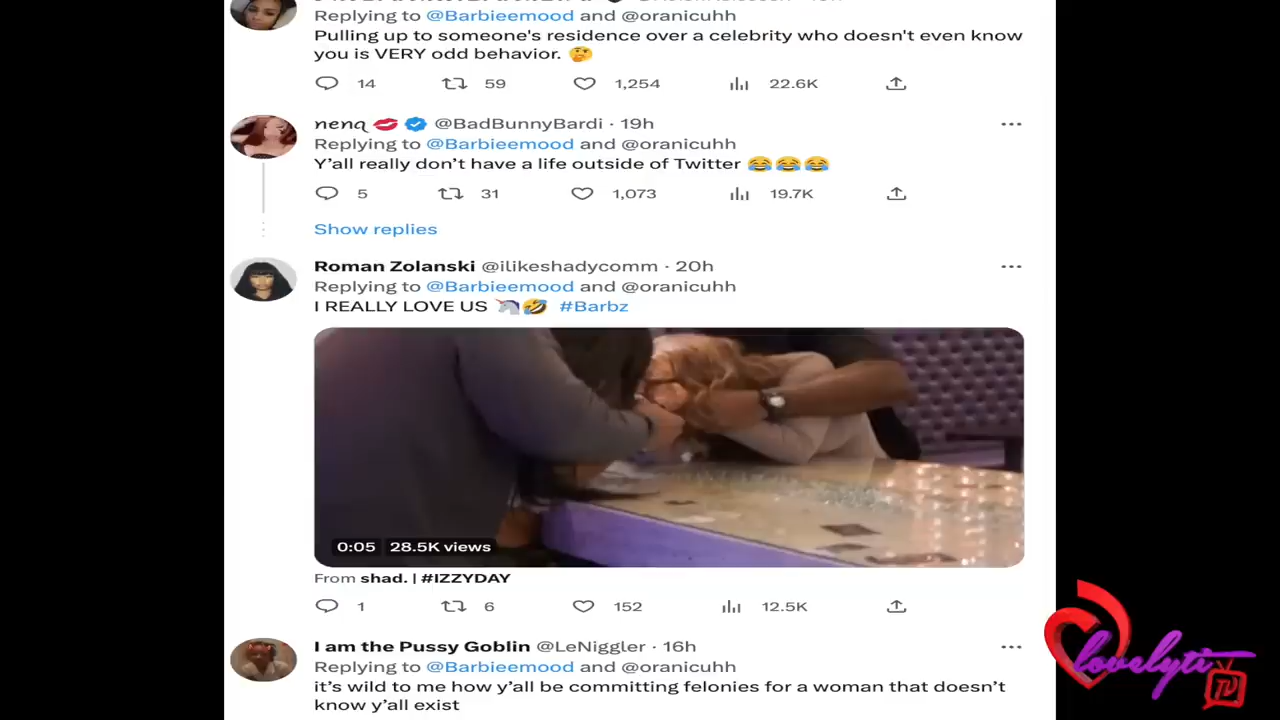 Replying to @Barbieemood and @oranicuhh
Pulling up to someone's residence over a celebrity who doesn't even know
you is VERY odd behavior. 🤔
14 59 1,254 22.6K
nena 💋 @BadBunnyBardi · 19h
Replying to @Barbieemood and @oranicuhh
Y'all really don't have a life outside of Twitter 😂😂😂
5 31 1,073 19.7K
Show replies
Roman Zolanski @ilikeshadycomm · 20h
Replying to @Barbieemood and @oranicuhh
I REALLY LOVE US 🦄🤣 #Barbz
0:05 28.5K views
From shad. | #IZZYDAY
1 6 152 12.5K
I am the Pussy Goblin @LeNiggler · 16h
Replying to @Barbieemood and @oranicuhh
it's wild to me how y'all be committing felonies for a woman that doesn't
know y'all exist
lovelyti
TV